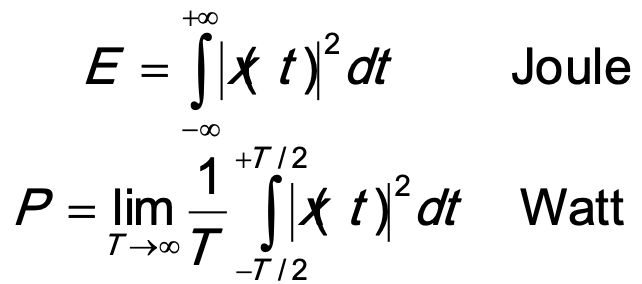 E = ∫_{−∞}^{+∞} |x(t)|² dt Joule
P = lim_{T→∞} 1/T ∫_{−T/2}^{+T/2} |x(t)|² dt Watt